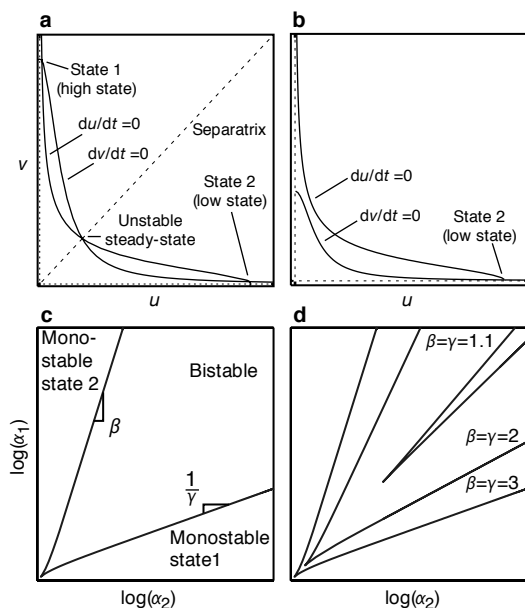 a
State 1
(high state)
du/dt =0
dv/dt =0
Separatrix
State 2
(low state)
Unstable
steady-state
v
u
b
du/dt =0
dv/dt =0
State 2
(low state)
u
c
Mono-
stable
state 2
β
Bistable
1
γ
Monostable
state1
log(α1)
log(α2)
d
β=γ=1.1
β=γ=2
β=γ=3
log(α2)